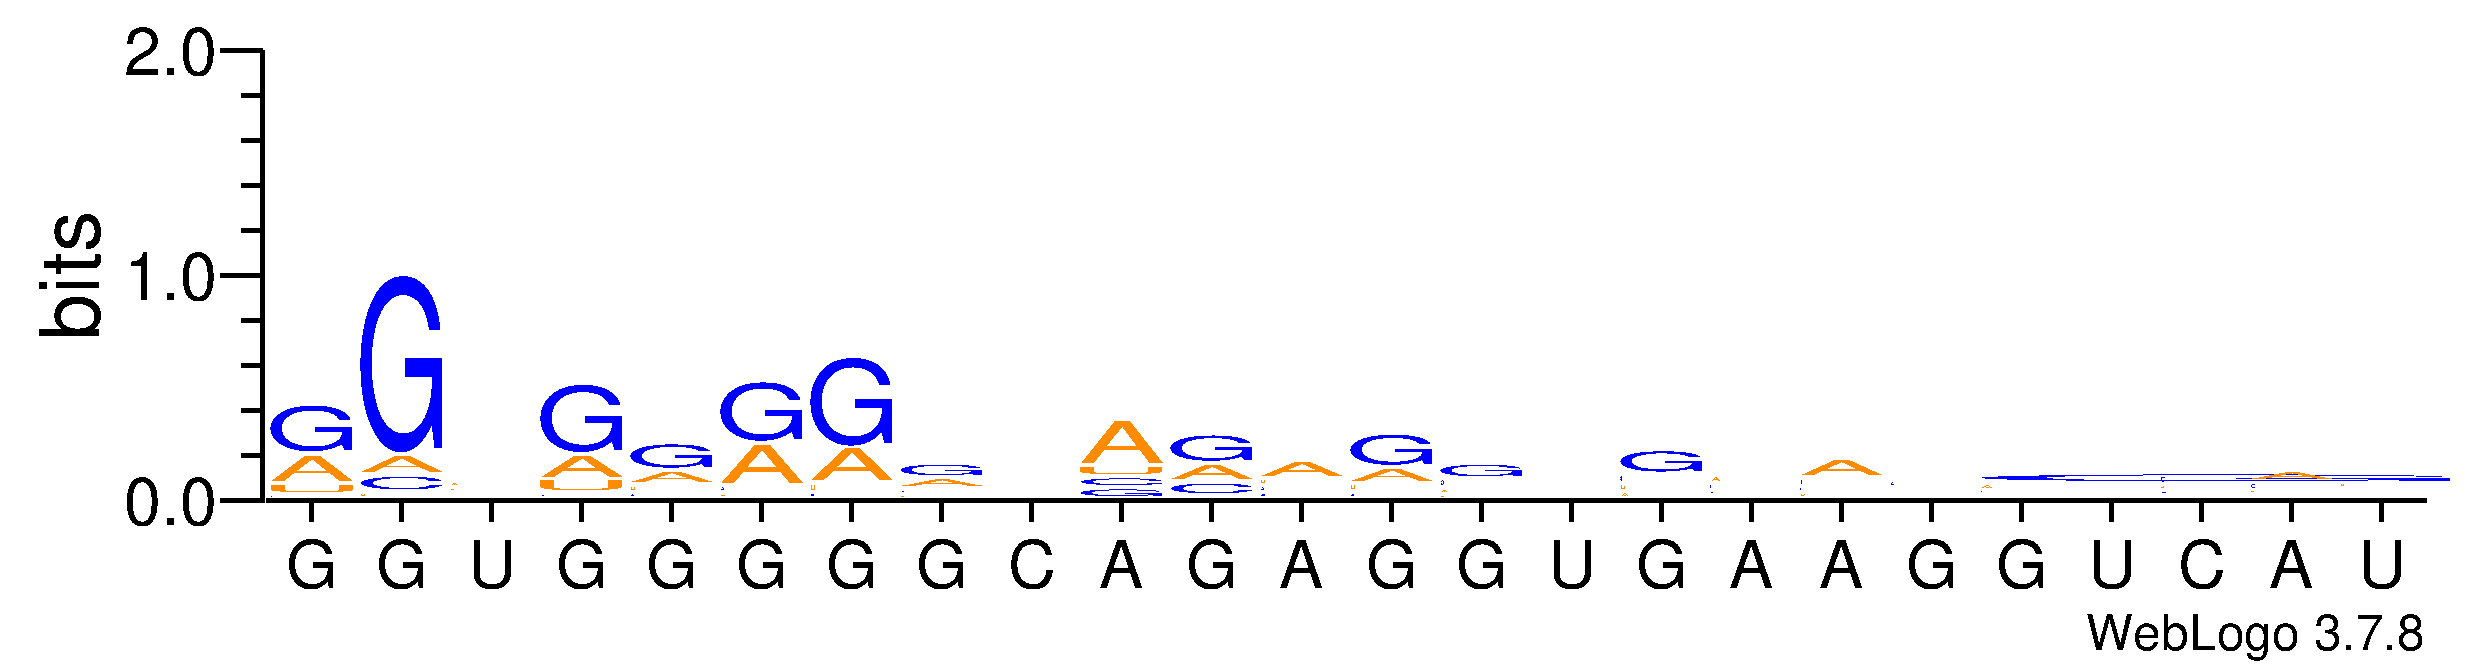 2.0
bits
1.0
0.0
G G U G G G G G C A G A G G U G A A G G U C A U
WebLogo 3.7.8